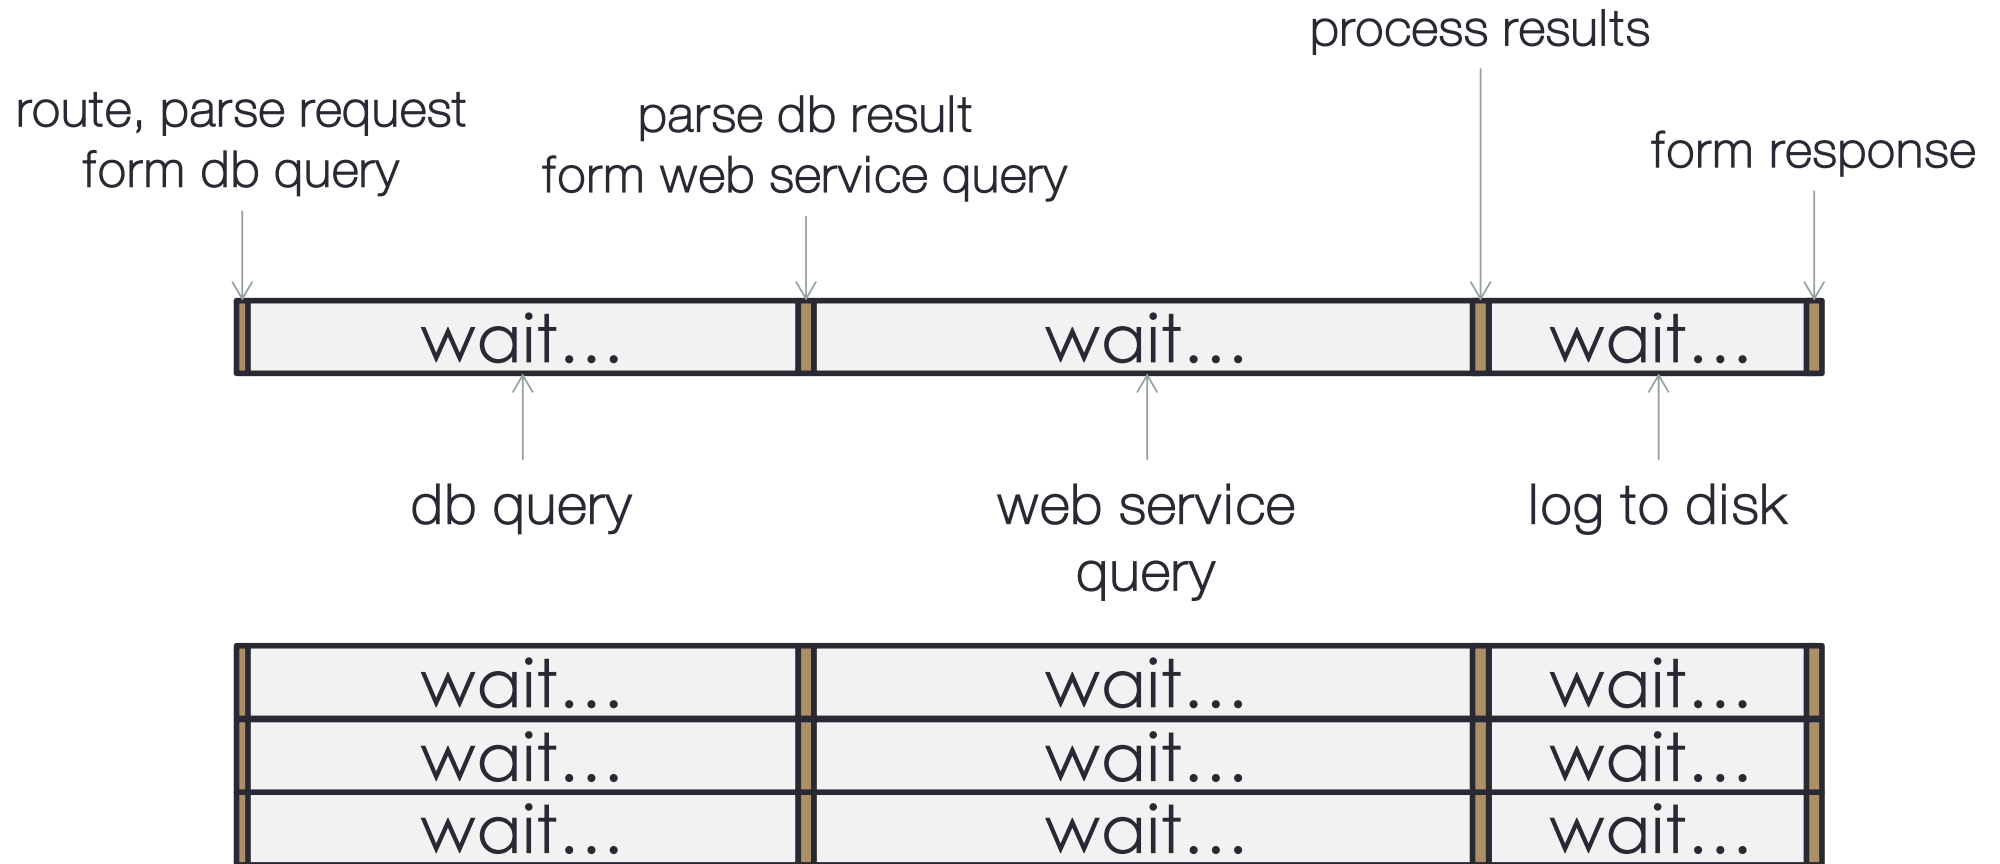 process results
route, parse request
form db query
parse db result
form web service query
form response
wait... wait... wait...
db query
web service
query
log to disk
wait... wait... wait...
wait... wait... wait...
wait... wait... wait...